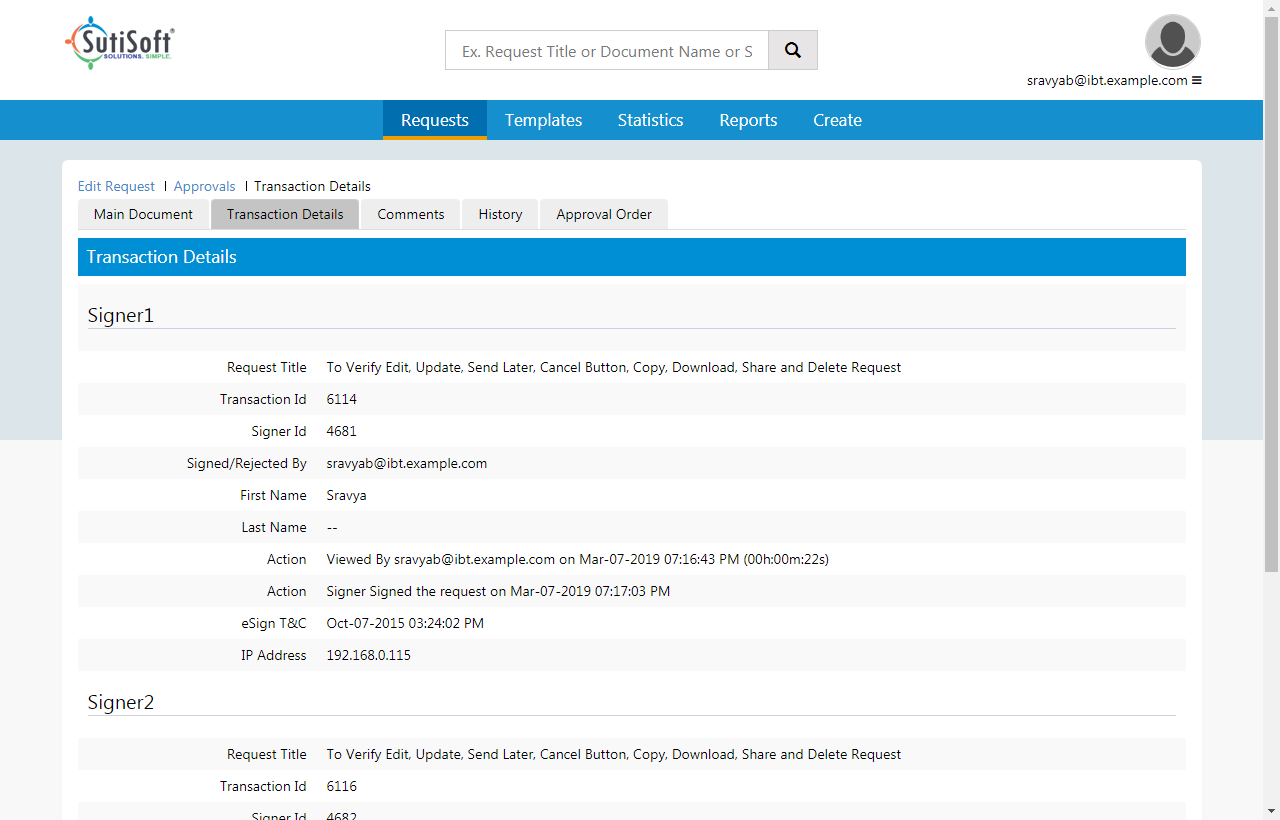 SutiSoft®
SOLUTIONS. SIMPLE.
Ex. Request Title or Document Name or S
sravyab@ibt.example.com
Requests Templates Statistics Reports Create
Edit Request | Approvals | Transaction Details
Main Document Transaction Details Comments History Approval Order
Transaction Details
Signer1
Request Title To Verify Edit, Update, Send Later, Cancel Button, Copy, Download, Share and Delete Request
Transaction Id 6114
Signer Id 4681
Signed/Rejected By sravyab@ibt.example.com
First Name Sravya
Last Name --
Action Viewed By sravyab@ibt.example.com on Mar-07-2019 07:16:43 PM (00h:00m:22s)
Action Signer Signed the request on Mar-07-2019 07:17:03 PM
eSign T&C Oct-07-2015 03:24:02 PM
IP Address 192.168.0.115
Signer2
Request Title To Verify Edit, Update, Send Later, Cancel Button, Copy, Download, Share and Delete Request
Transaction Id 6116
Signer Id 4682